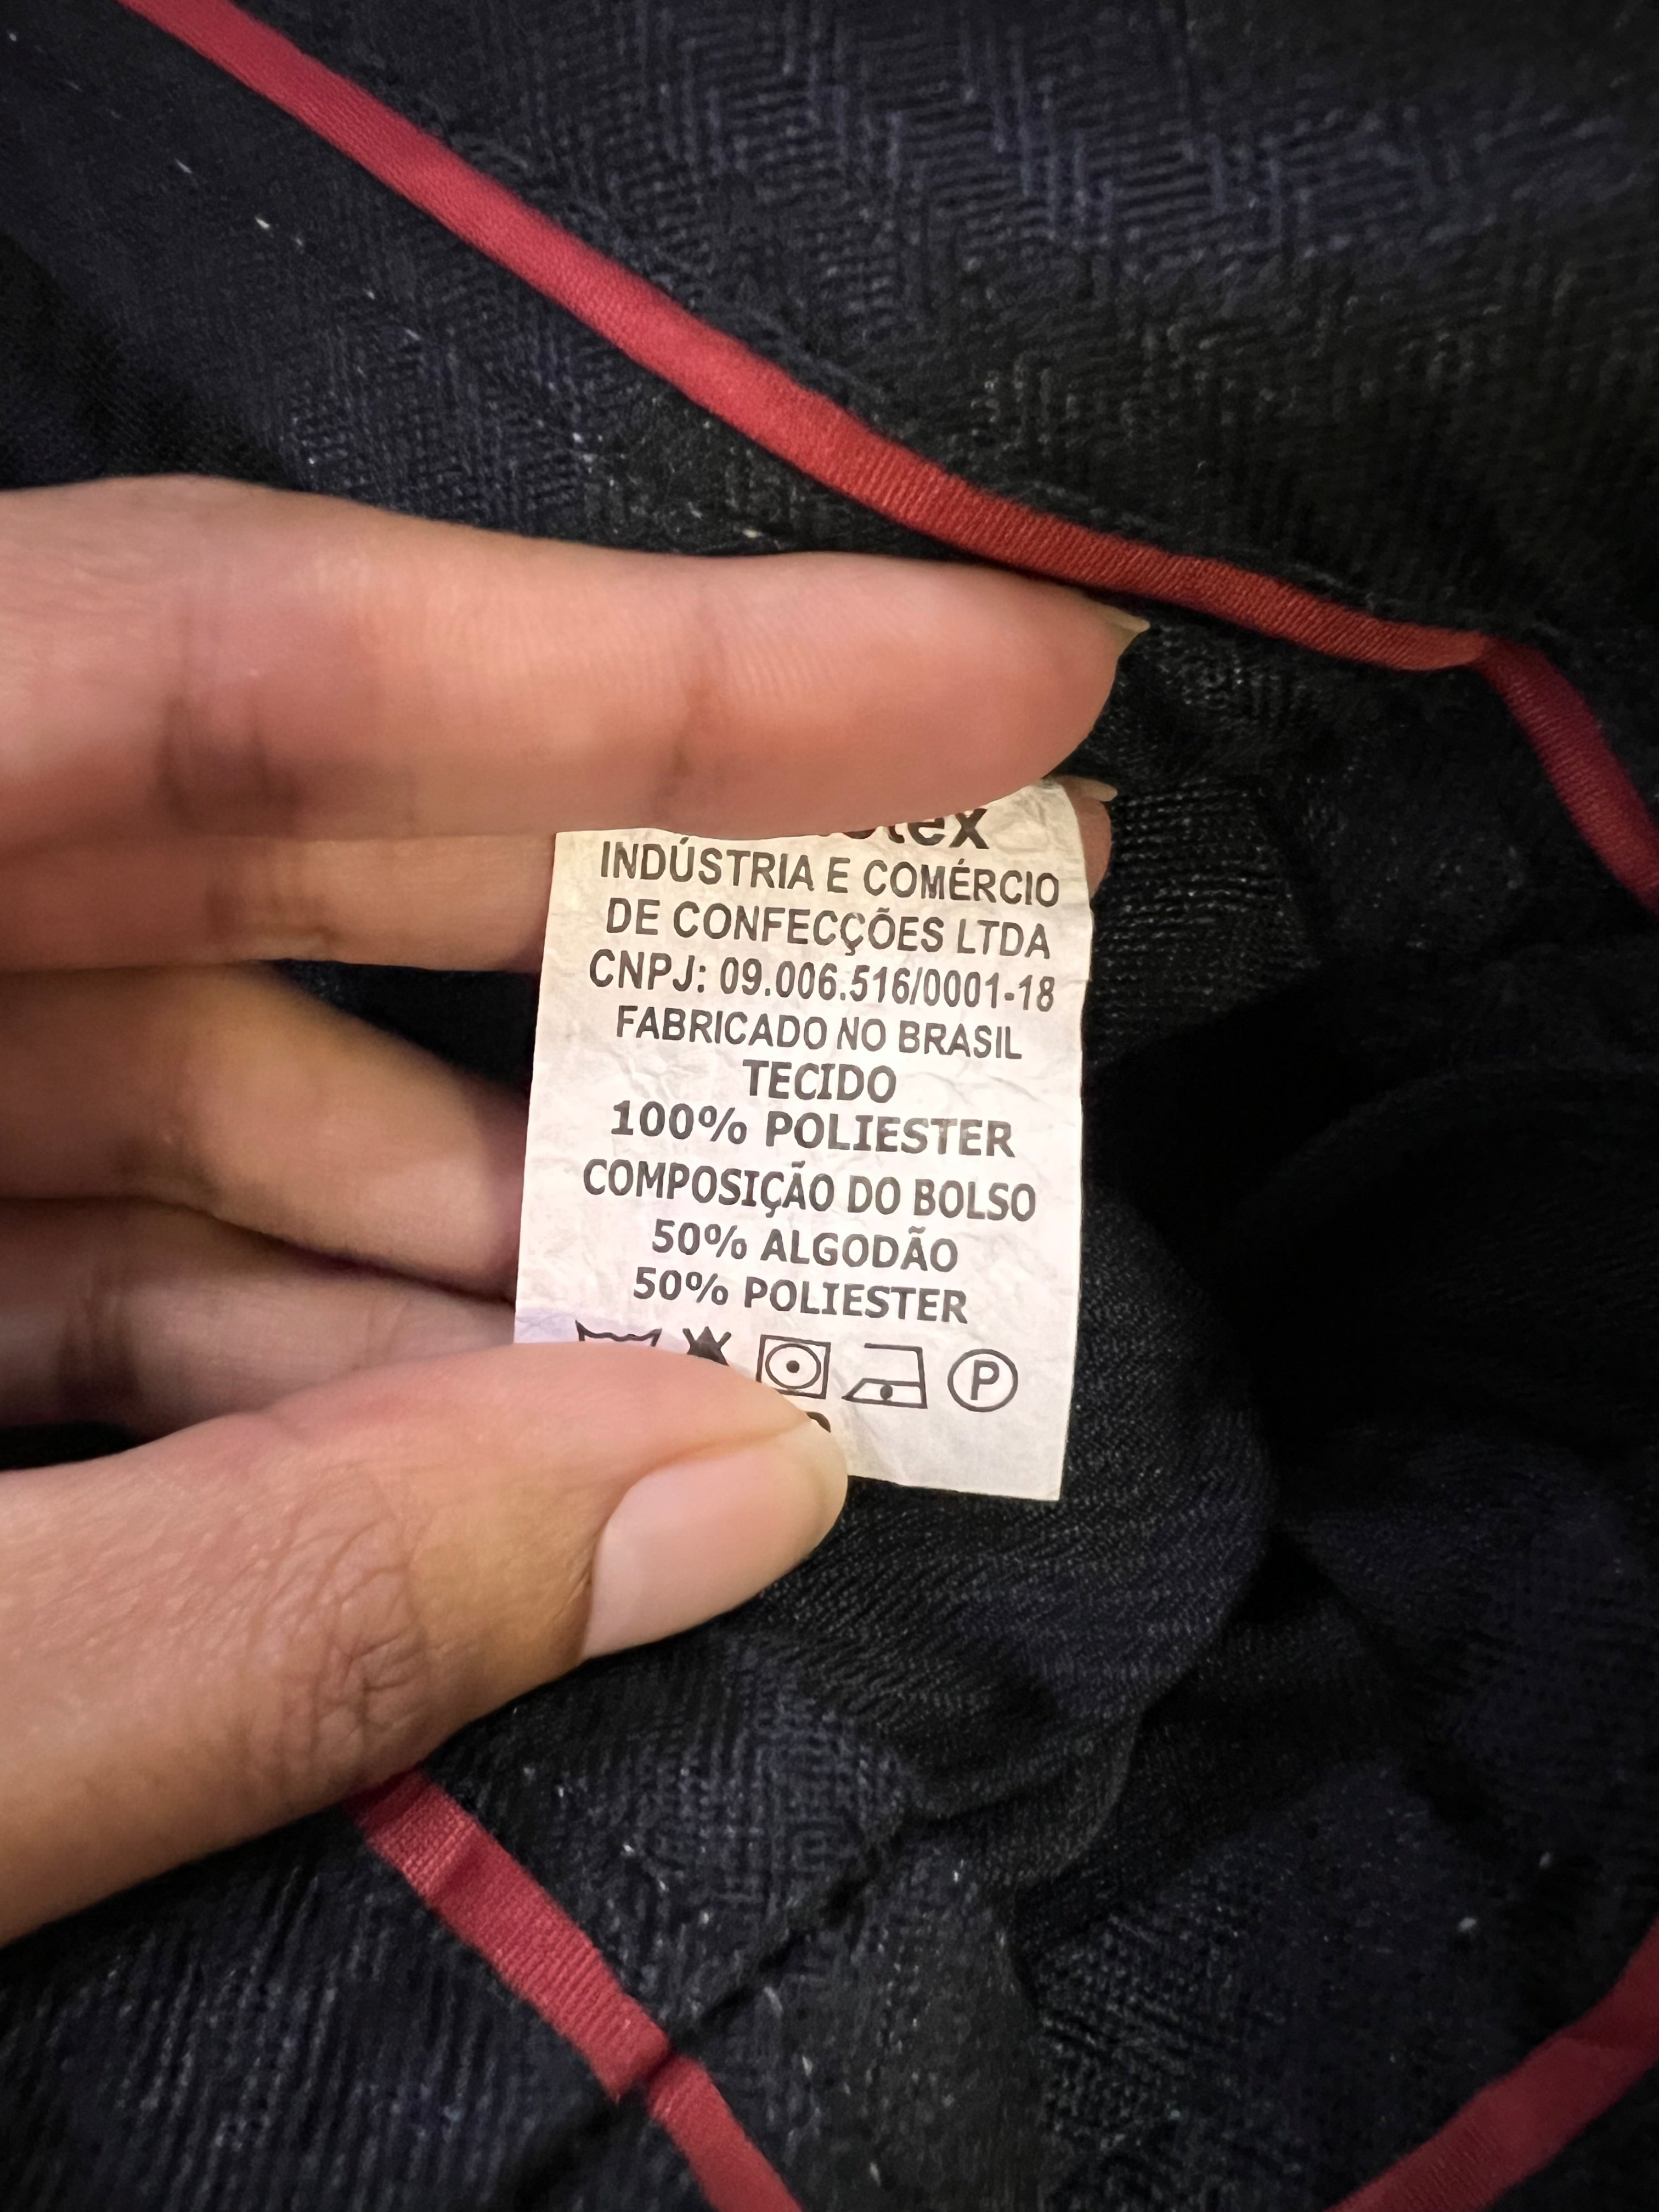 INDÚSTRIA E COMÉRCIO
DE CONFECÇÕES LTDA
CNPJ: 09.006.516/0001-18
FABRICADO NO BRASIL
TECIDO
100% POLIESTER
COMPOSIÇÃO DO BOLSO
50% ALGODÃO
50% POLIESTER
P